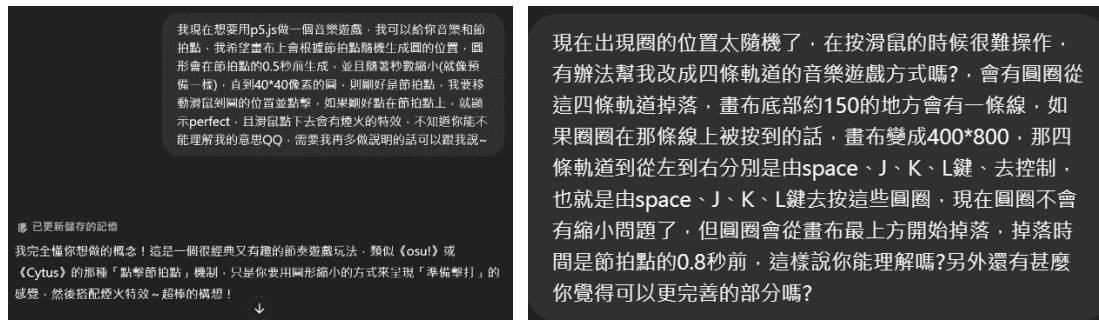 我現在想要用p5.js做一個音樂遊戲，我可以給你音樂和節
拍點，我希望畫布上會根據節拍點隨機生成圓的位置，圓
形會在節拍點的0.5秒前生成，並且隨著秒數縮小(就像預
備一樣)，直到40*40像素的圓，則剛好是節拍點，我要移
動滑鼠到圓的位置並點擊，如果剛好點在節拍點上，就顯
示perfect，且滑鼠點下去會有煙火的特效，不知道你能不
能理解我的意思QQ，需要我再多做說明的話可以跟我說~
已更新儲存的記憶
我完全懂你想做的概念！這是一個很經典又有趣的節奏遊戲玩法，類似《osu!》或
《Cytus》的那種「點擊節拍點」機制，只是你要用圓形縮小的方式來呈現「準備擊打」的
感覺，然後搭配煙火特效～超棒的構想！
現在出現圈的位置太隨機了，在按滑鼠的時候很難操作，
有辦法幫我改成四條軌道的音樂遊戲方式嗎?，會有圓圈從
這四條軌道掉落，畫布底部約150的地方會有一條線，如
果圈圈在那條線上被按到的話，畫布變成400*800，那四
條軌道到從左到右分別是由space、J、K、L鍵、去控制，
也就是由space、J、K、L鍵去按這些圓圈，現在圓圈不會
有縮小問題了，但圓圈會從畫布最上方開始掉落，掉落時
間是節拍點的0.8秒前，這樣說你能理解嗎?另外還有甚麼
你覺得可以更完善的部分嗎?